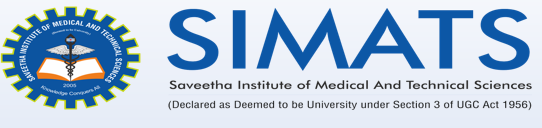 SAVEETHA INSTITUTE OF MEDICAL AND TECHNICAL SCIENCES
2005
Knowledge Conquers All
SIMATS
Saveetha Institute of Medical And Technical Sciences
(Declared as Deemed to be University under Section 3 of UGC Act 1956)